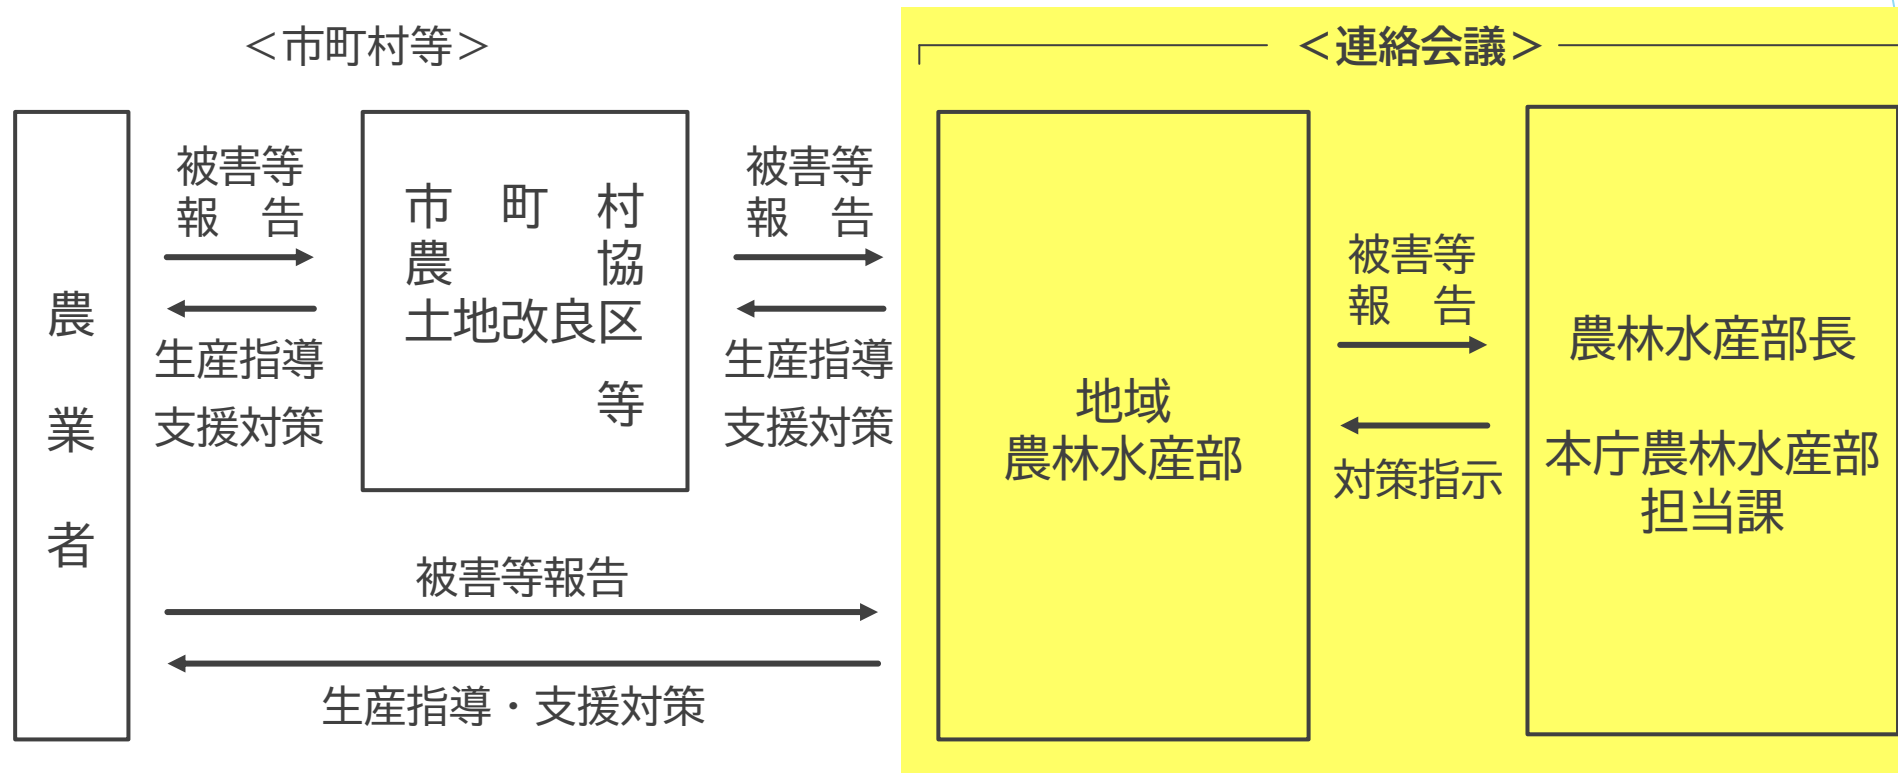 ＜市町村等＞
＜連絡会議＞
農
業
者
被害等
報　告
生産指導
支援対策
市　町　村
農　　　協
土地改良区
等
被害等
報　告
生産指導
支援対策
被害等報告
生産指導・支援対策
地域
農林水産部
被害等
報　告
対策指示
農林水産部長
本庁農林水産部
担当課